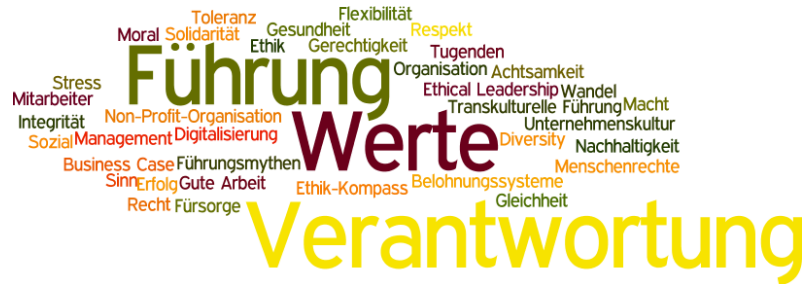 Toleranz
Flexibilität
Moral Solidarität
Gesundheit
Respekt
Ethik
Gerechtigkeit
Tugenden
Führung
Organisation
Achtsamkeit
Stress
Mitarbeiter
Ethical Leadership
Wandel
Transkulturelle Führung
Macht
Integrität
Non-Profit-Organisation
Werte
Unternehmenskultur
Sozial
Management
Digitalisierung
Diversity
Nachhaltigkeit
Business Case
Führungsmythen
Menschenrechte
Sinn
Erfolg
Gute Arbeit
Ethik-Kompass
Belohnungssysteme
Recht
Fürsorge
Gleichheit
Verantwortung